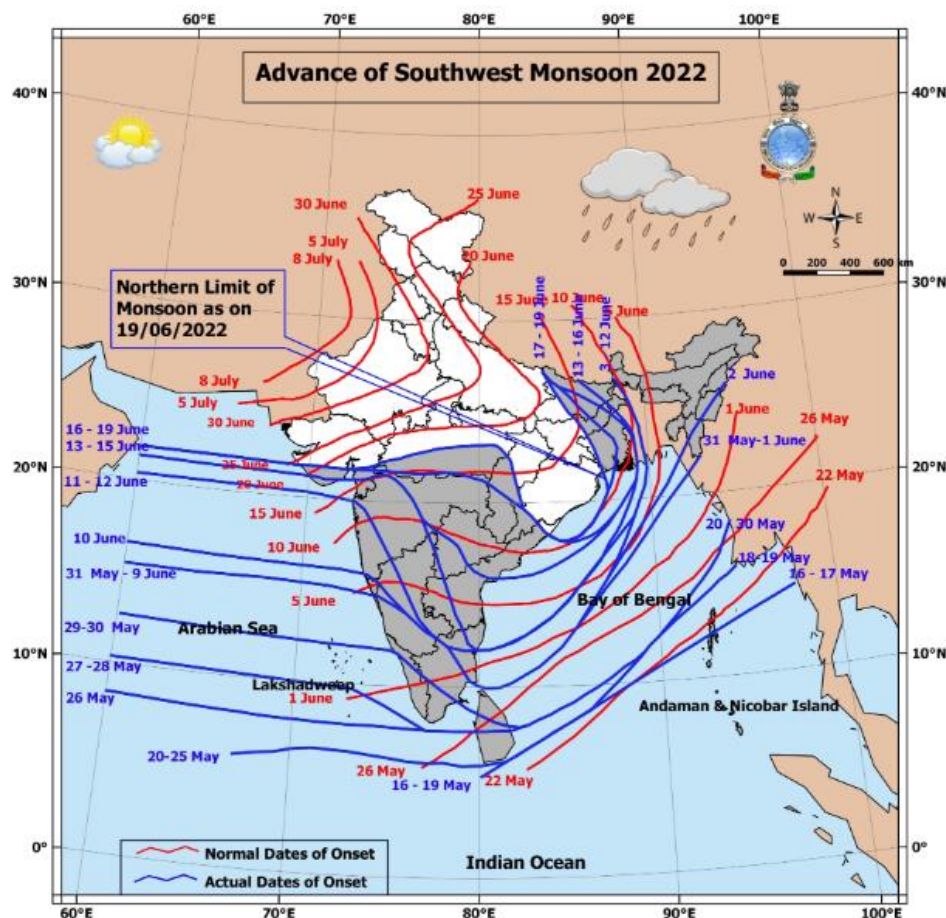 60°E
70°E
80°E
90°E
100°E
Advance of Southwest Monsoon 2022
40°N
40°N
N
W
E
S
0 200 400 600 km
30 June
25 June
5 July
8 July
20 June
30°N
30°N
Northern Limit of
Monsoon as on
19/06/2022
15 June
10 June
5 June
17 - 19 June
13 - 16 June
3 - 12 June
2 June
8 July
5 July
30 June
1 June
26 May
16 - 19 June
13 - 15 June
31 May-1 June
25 June
20°N
20°N
11 - 12 June
20 June
22 May
15 June
20 - 30 May
10 June
10 June
18-19 May
31 May - 9 June
16 - 17 May
5 June
Bay of Bengal
29-30 May
Arabian Sea
10°N
10°N
27 -28 May
Lakshadweep
26 May
1 June
Andaman & Nicobar Island
20-25 May
26 May
16 - 19 May
22 May
0°
0°
Normal Dates of Onset
Actual Dates of Onset
Indian Ocean
60°E
70°E
80°E
90°E
100°E